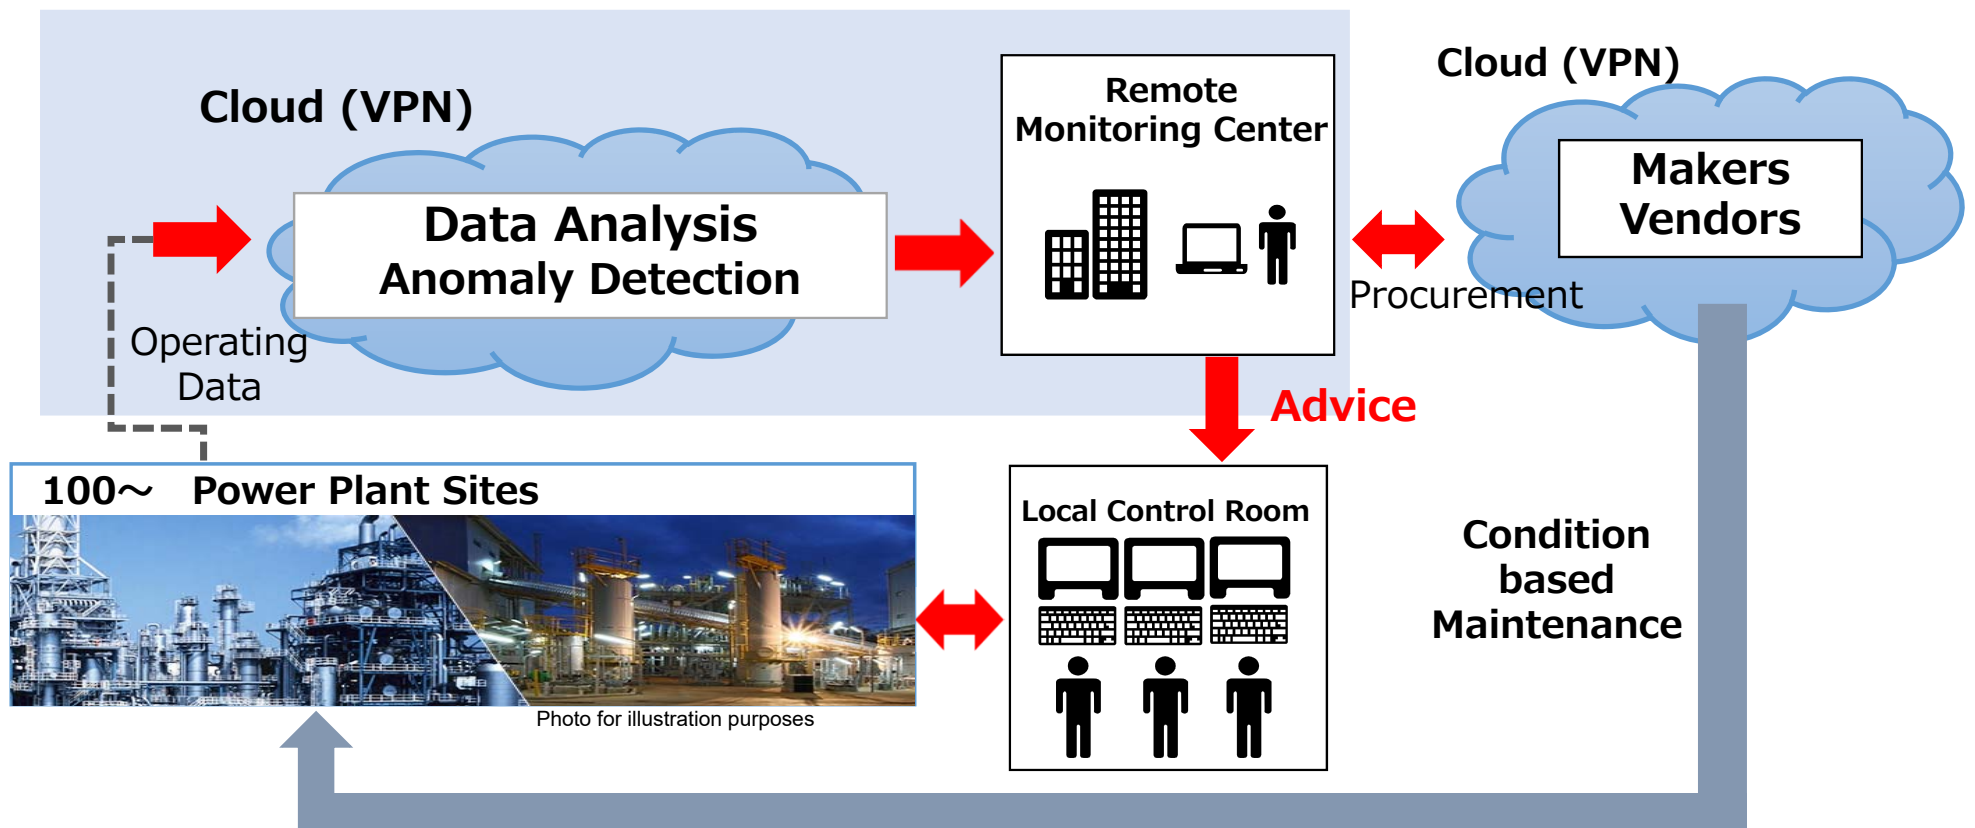 Cloud (VPN)
Data Analysis
Anomaly Detection
Operating
Data
Remote
Monitoring Center
Cloud (VPN)
Makers
Vendors
Procurement
Advice
100～ Power Plant Sites
Photo for illustration purposes
Local Control Room
Condition
based
Maintenance